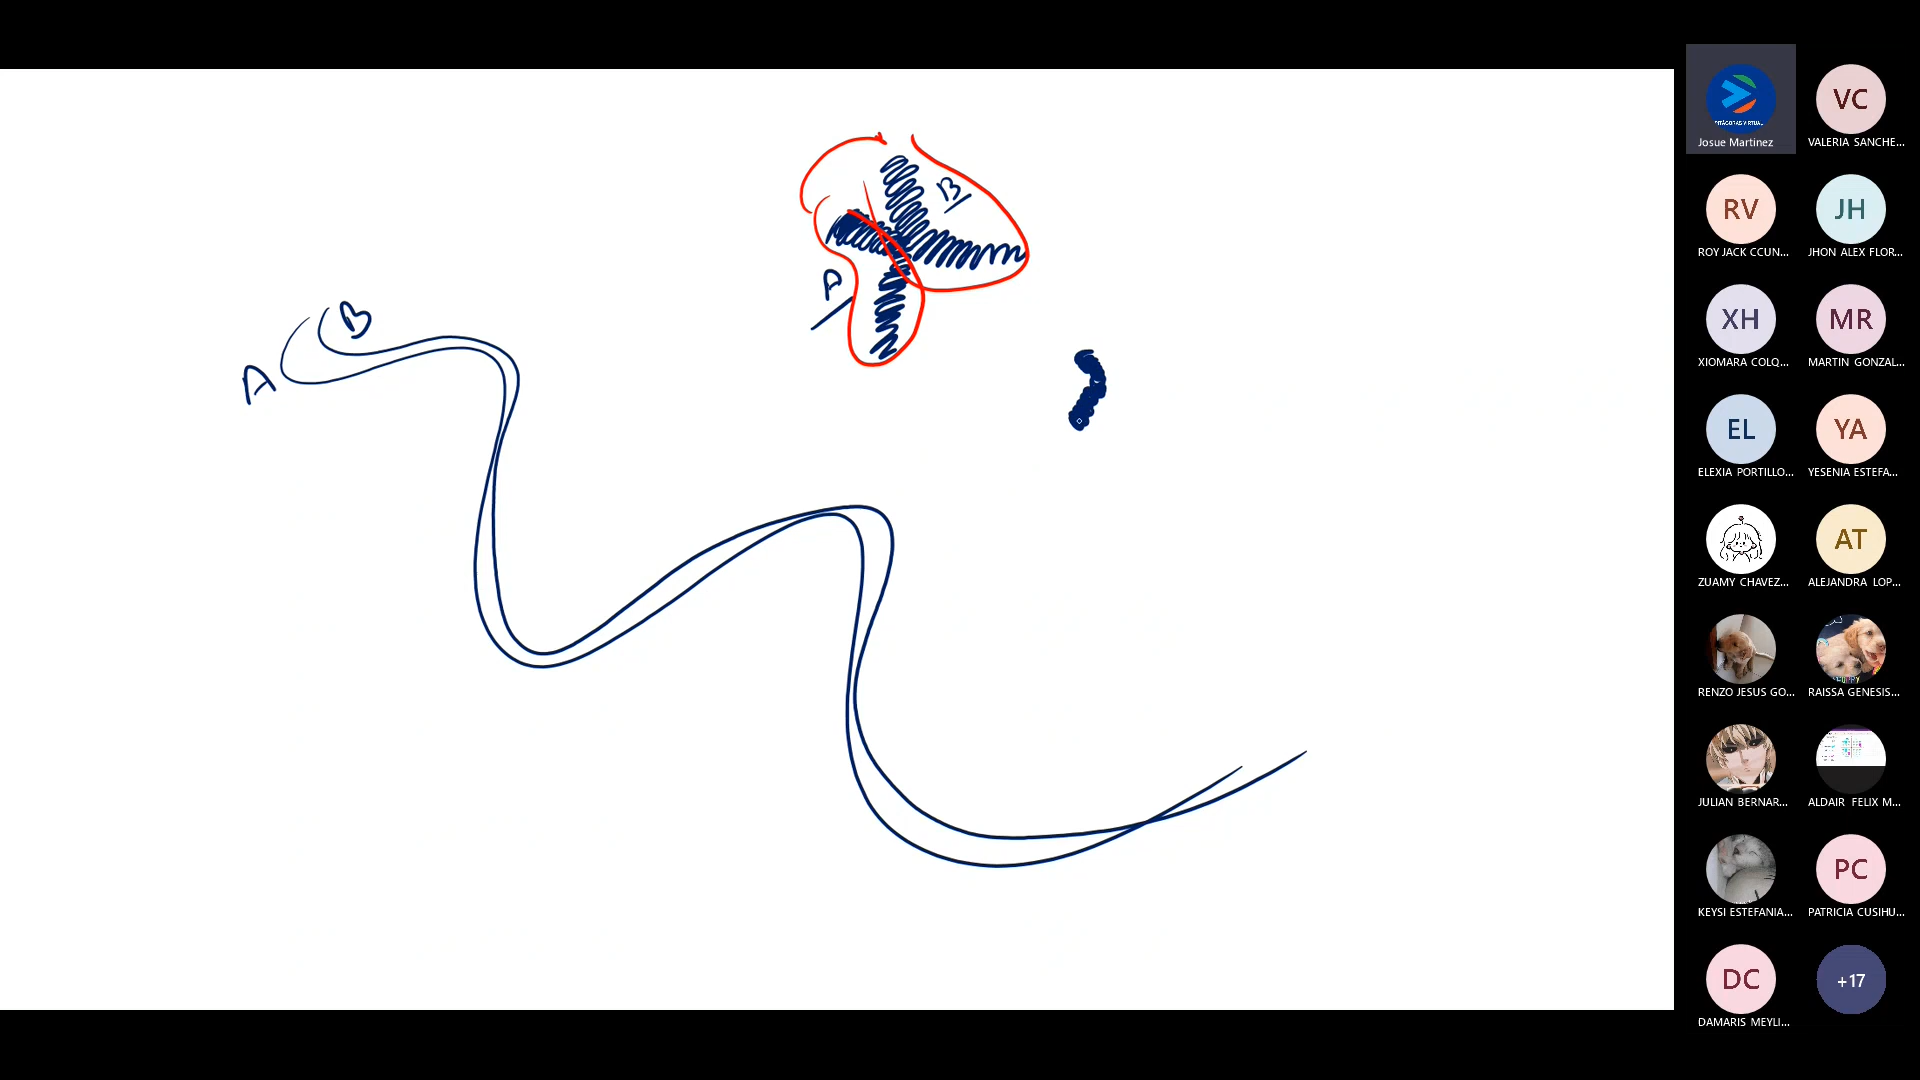 B
A
B
A
PITÁGORAS VIRTUAL
Josue Martinez
VC
VALERIA SANCHE...
RV
ROY JACK CCUN...
JH
JHON ALEX FLOR...
XH
XIOMARA COLQ...
MR
MARTIN GONZAL...
EL
ELEXIA PORTILLO...
YA
YESENIA ESTEFA...
ZUAMY CHAVEZ...
AT
ALEJANDRA LOP...
RENZO JESUS GO...
RAISSA GENESIS...
JULIAN BERNAR...
ALDAIR FELIX M...
KEYSI ESTEFANIA...
PC
PATRICIA CUSIHU...
DC
DAMARIS MEYLI...
+17